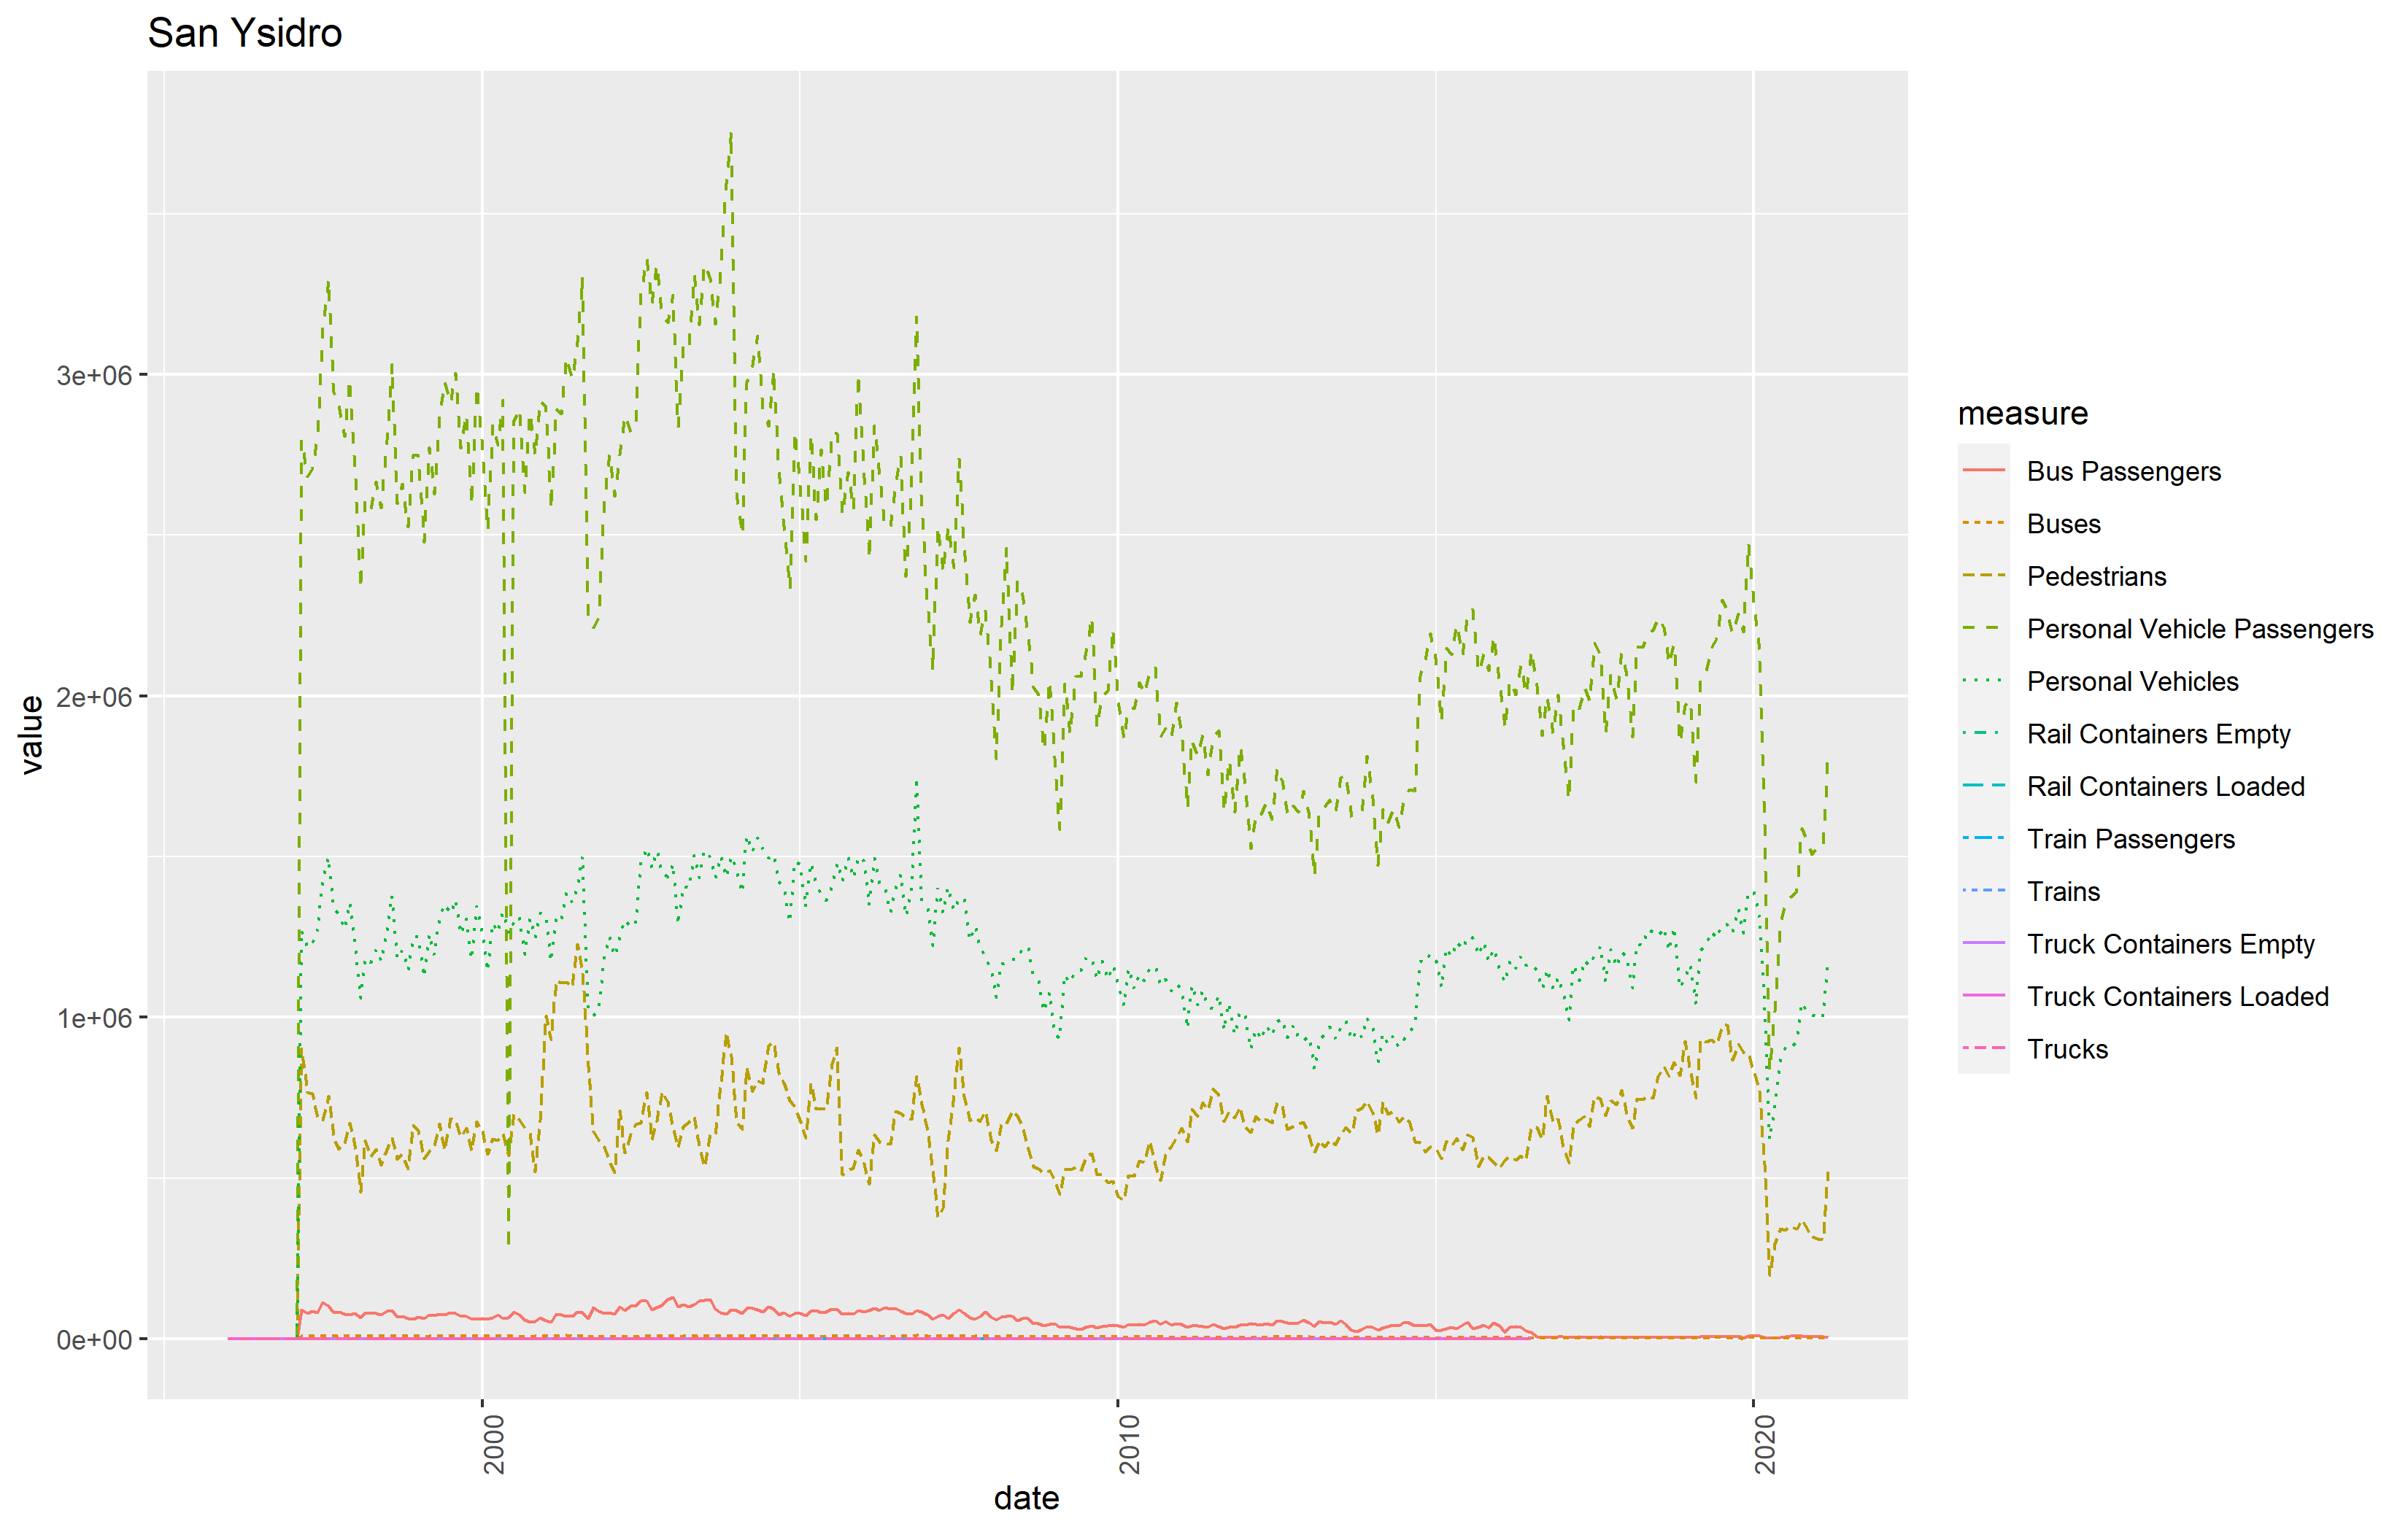 San Ysidro
3e+06
2e+06
1e+06
0e+00
value
2000
2010
2020
date
measure
Bus Passengers
Buses
Pedestrians
Personal Vehicle Passengers
Personal Vehicles
Rail Containers Empty
Rail Containers Loaded
Train Passengers
Trains
Truck Containers Empty
Truck Containers Loaded
Trucks